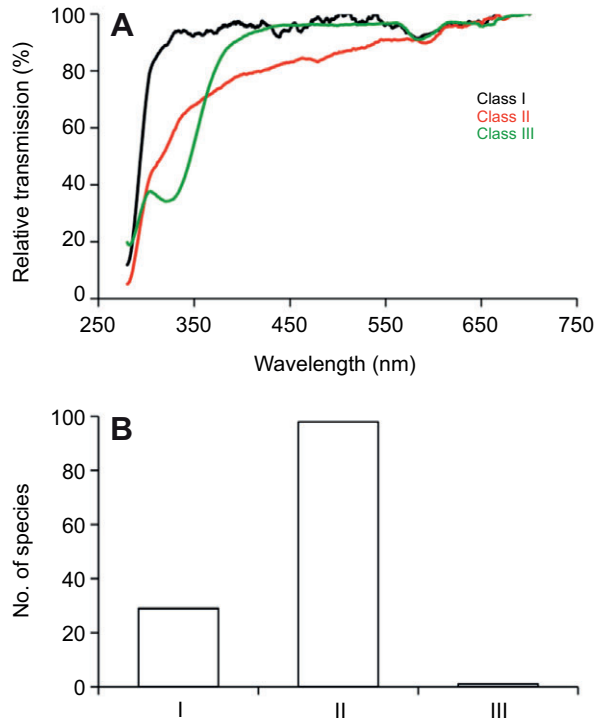 A
100
80
60
40
20
0
Relative transmission (%)
Class I
Class II
Class III
250 350 450 550 650 750
Wavelength (nm)
B
100
80
60
40
20
0
No. of species
I II III